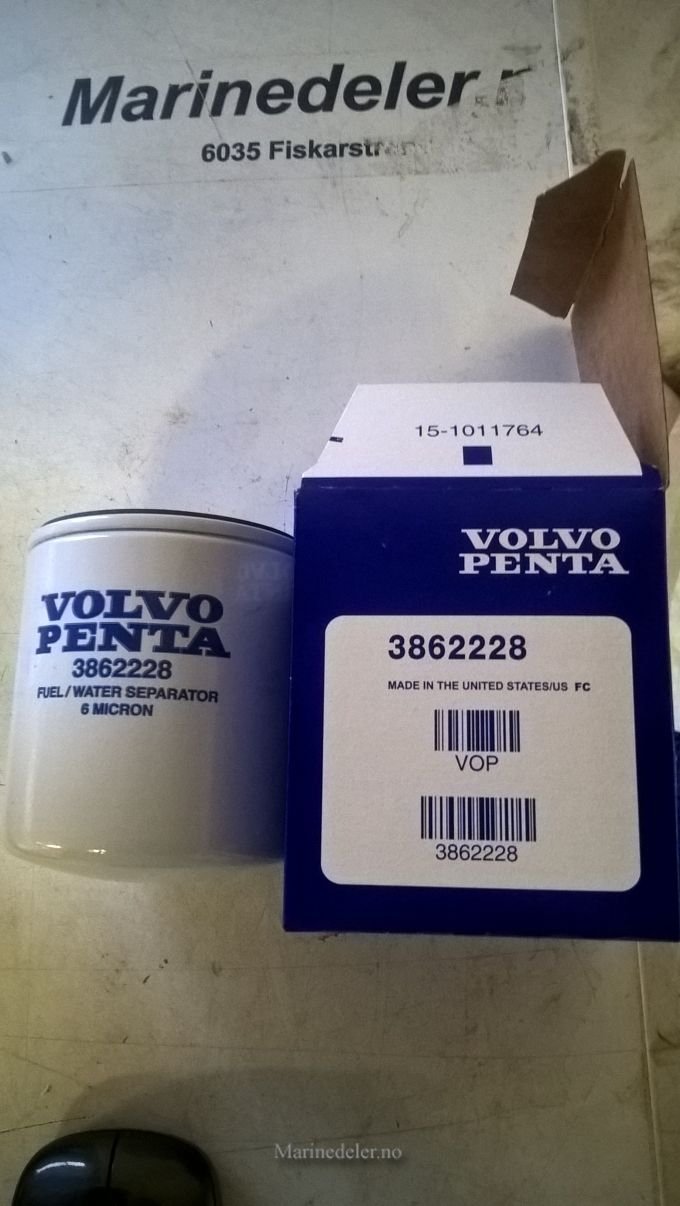 Marinedeler
6035
15-1011764
VOLVO
PENTA
3862228
MADE IN THE UNITED STATES/US FC
VOP
3862228
VOLVO
PENTA
3862228
FUEL/WATER SEPARATOR
6 MICRON
Marinedeler.no